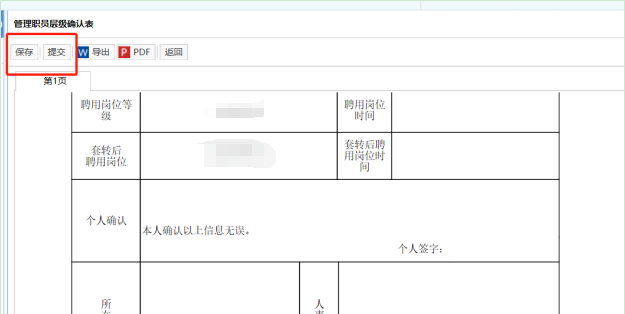 管理职员层级确认表
保存 提交 W 导出 P PDF 返回
第1页
聘用岗位等
级
聘用岗位
时间
套转后
聘用岗位
套转后聘
用岗位时
间
个人确认
本人确认以上信息无误。
个人签字：
所
人